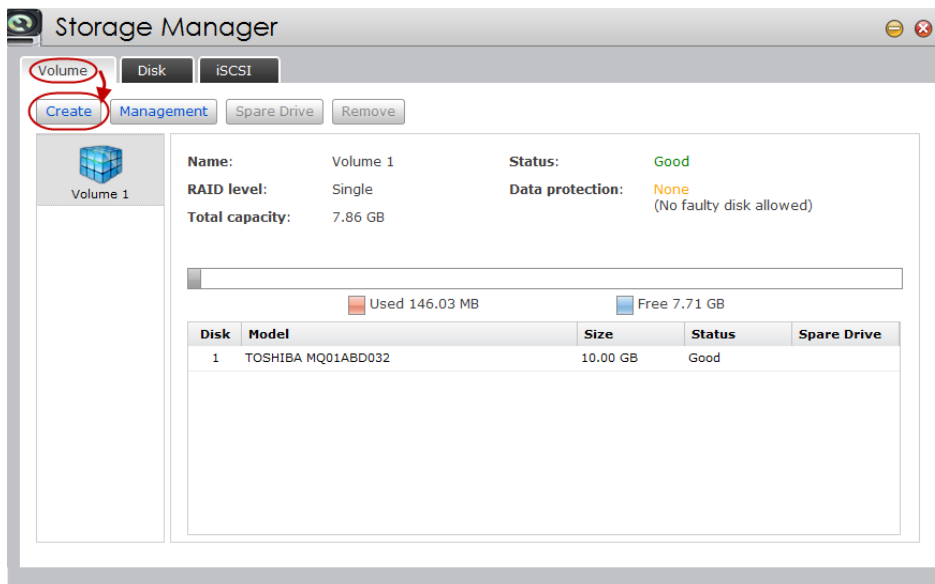 Storage Manager
Volume Disk iSCSI
Create Management Spare Drive Remove
Volume 1
Name: Volume 1 Status: Good
RAID level: Single Data protection: None
(No faulty disk allowed)
Total capacity: 7.86 GB
Used 146.03 MB Free 7.71 GB
Disk Model Size Status Spare Drive
1 TOSHIBA MQ01ABD032 10.00 GB Good